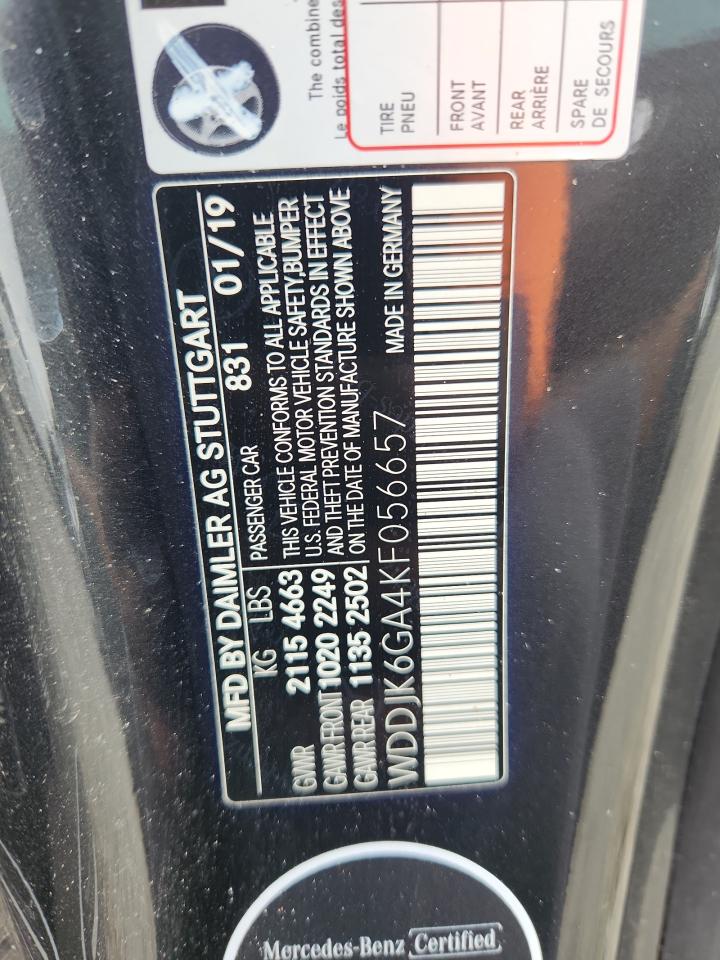 The combine
Le poids total des
TIRE
PNEU
FRONT
AVANT
REAR
ARRIÈRE
SPARE
DE SECOURS
MFD BY DAIMLER AG STUTTGART
KG LBS PASSENGER CAR 831 01/19
GVWR 2115 4663 THIS VEHICLE CONFORMS TO ALL APPLICABLE
GAWR FRONT 1020 2249 U.S. FEDERAL MOTOR VEHICLE SAFETY,BUMPER
GAWR REAR 1135 2502 AND THEFT PREVENTION STANDARDS IN EFFECT
ON THE DATE OF MANUFACTURE SHOWN ABOVE
WDDJK6GA4KF056657 MADE IN GERMANY
Mercedes-Benz Certified